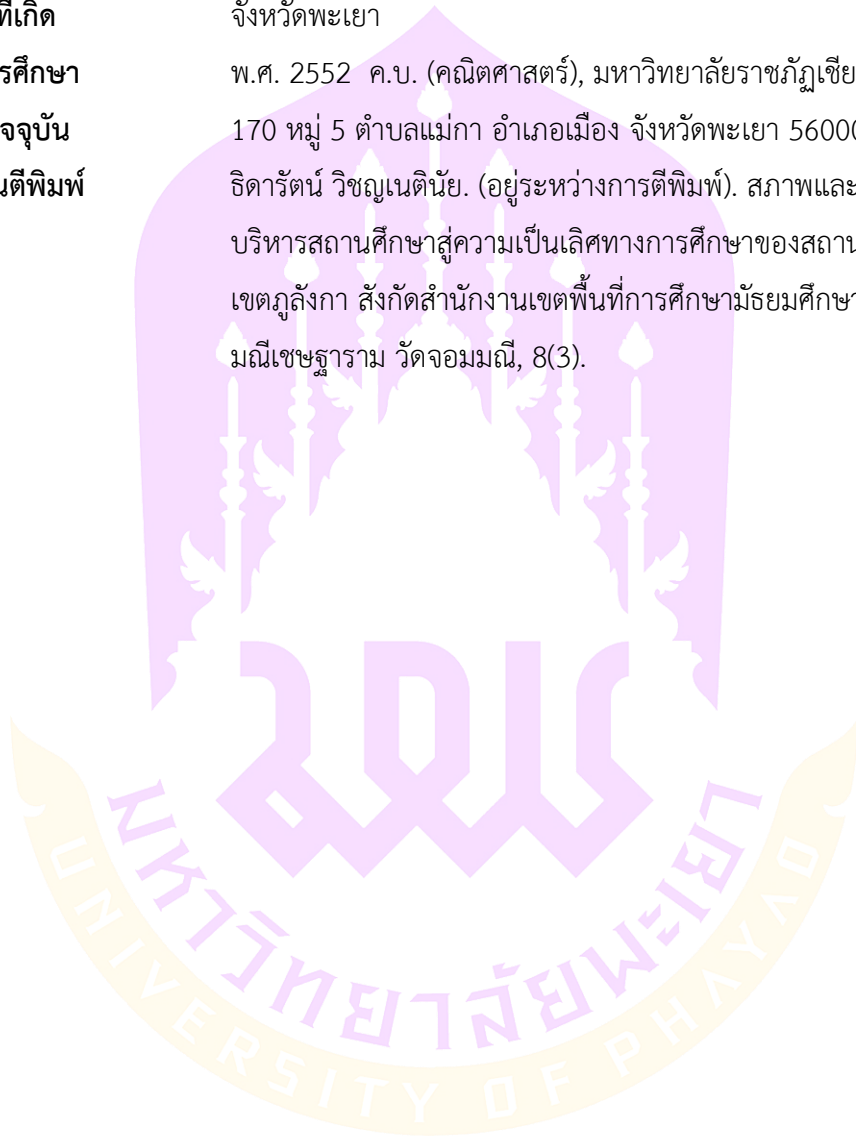 ที่เกิด จังหวัดพะเยา
รศึกษา พ.ศ. 2552 ค.บ. (คณิตศาสตร์), มหาวิทยาลัยราชภัฏเชีย
จจุบัน 170 หมู่ 5 ตำบลแม่กา อำเภอเมือง จังหวัดพะเยา 56000
นตีพิมพ์ ธิดารัตน์ วิชญเนตินัย. (อยู่ระหว่างการตีพิมพ์). สภาพและ
บริหารสถานศึกษาสู่ความเป็นเลิศทางการศึกษาของสถาน
เขตภูลังกา สังกัดสำนักงานเขตพื้นที่การศึกษามัธยมศึกษา
มณีเชษฐาราม วัดจอมมณี, 8(3).
มพ
มหาวิทยาลัยพะเยา
UNIVERSITY OF PHAYAO